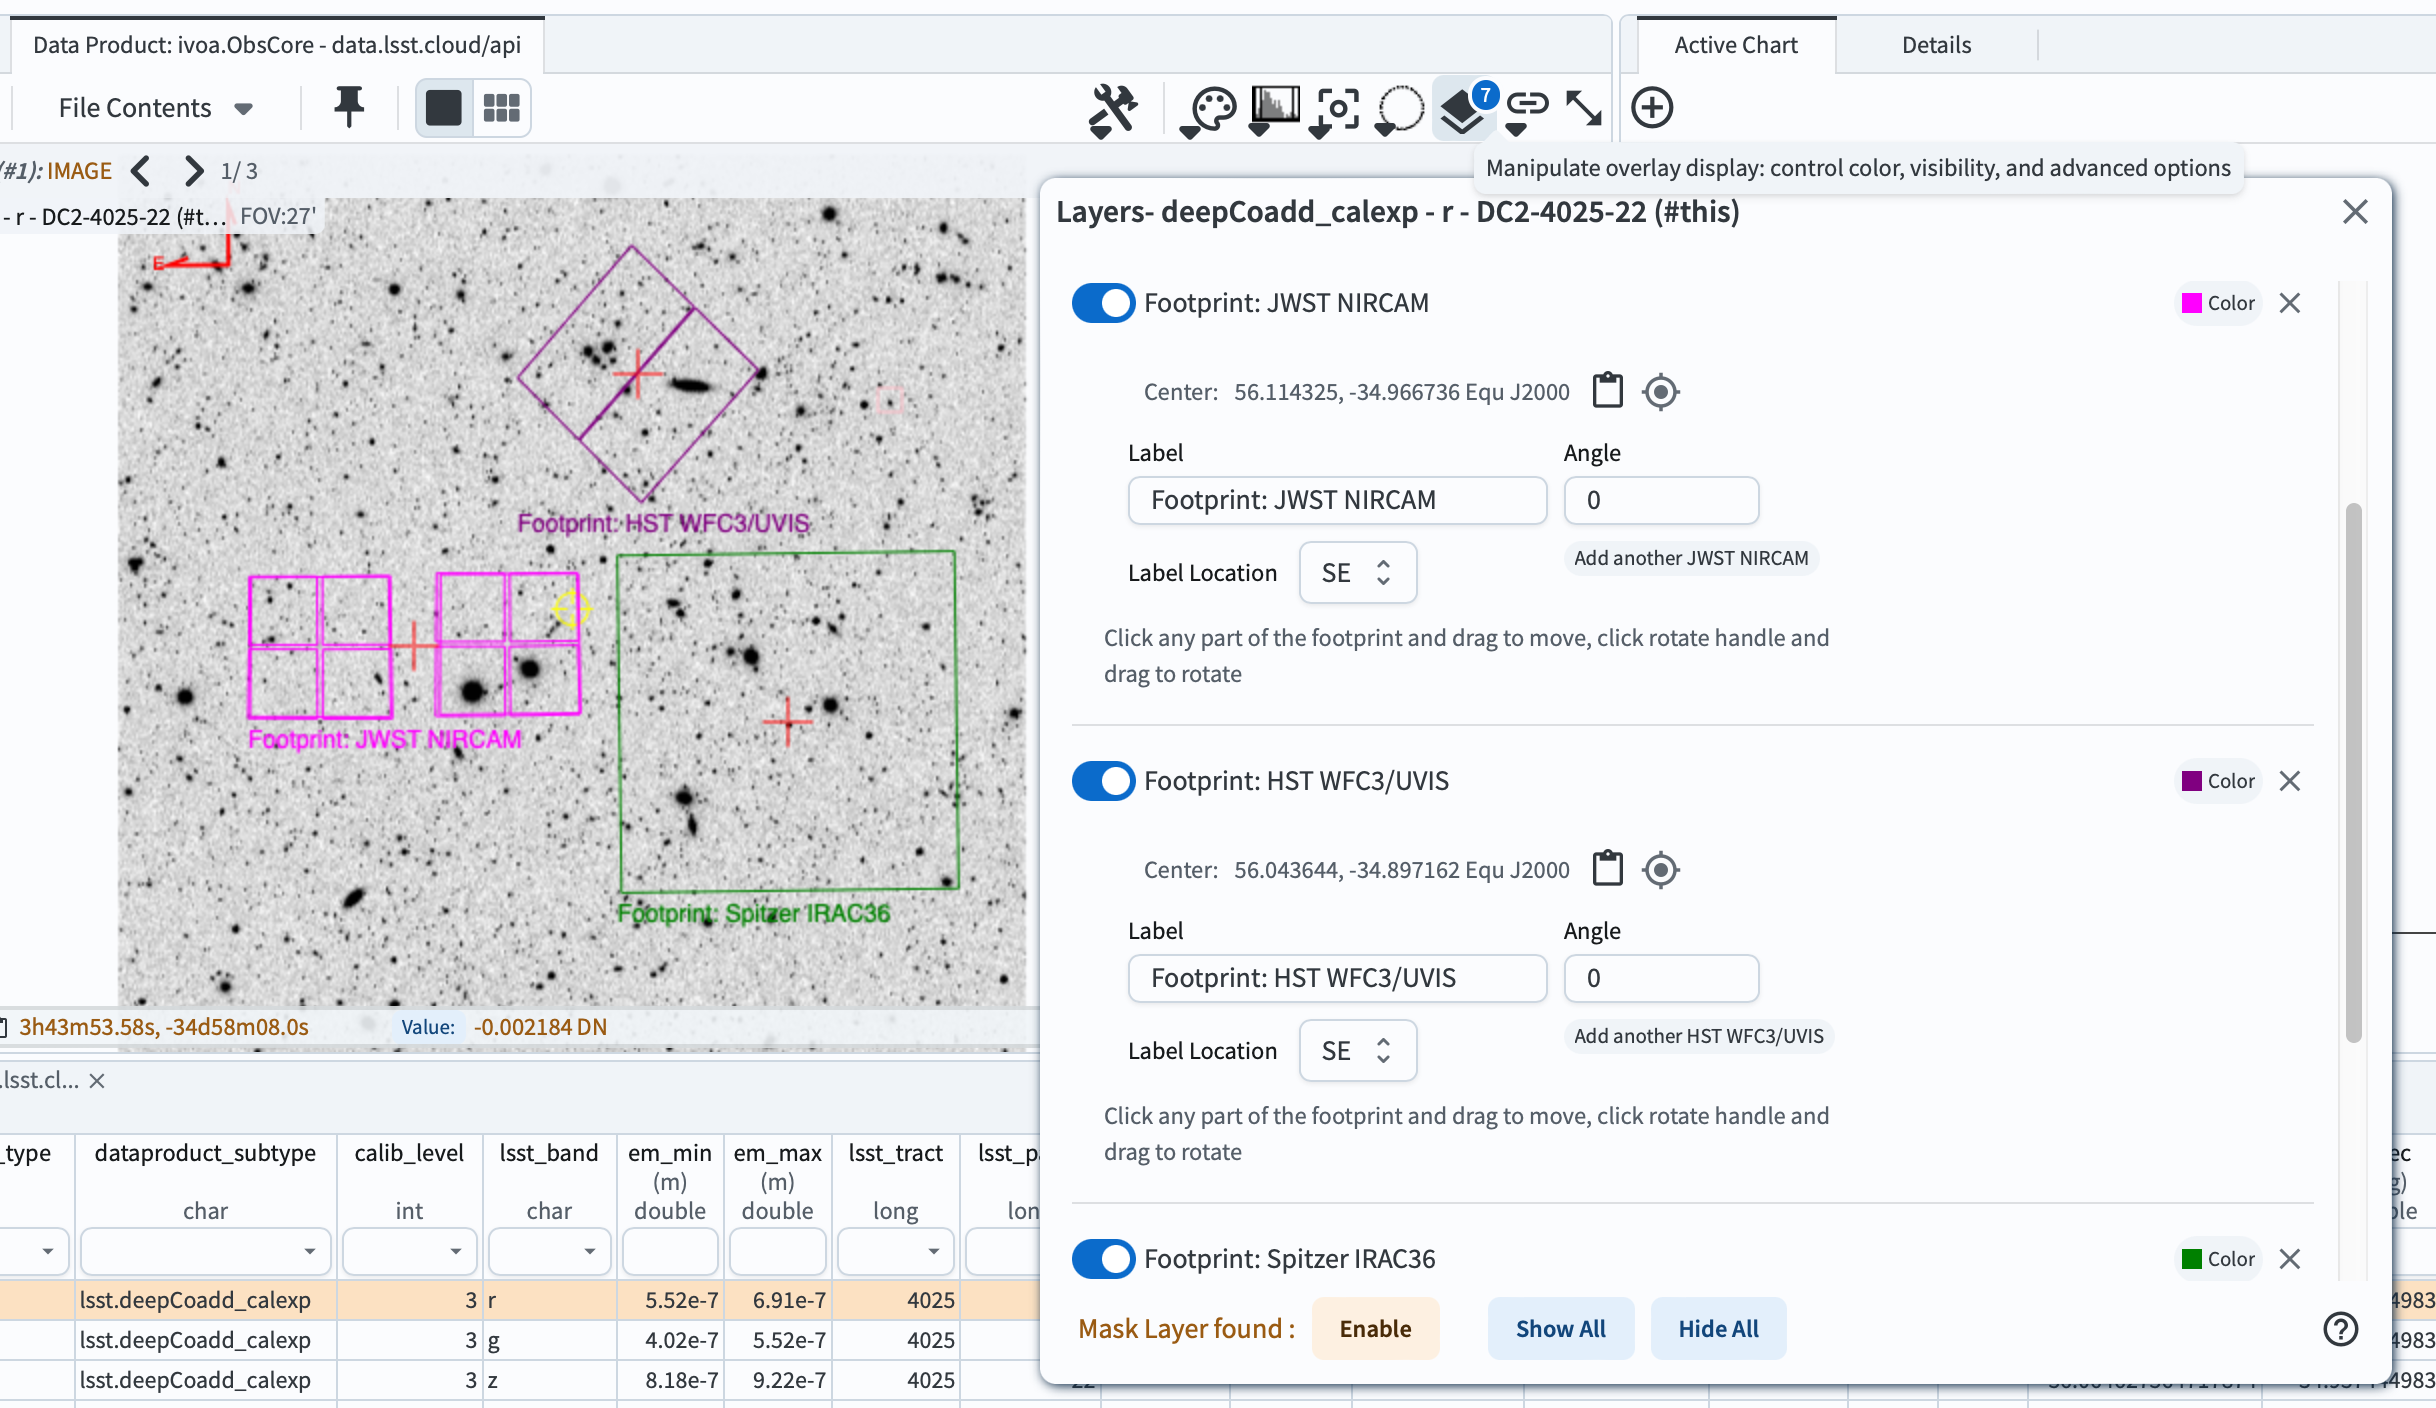 Data Product: ivoa.ObsCore - data.lsst.cloud/api
Active Chart
Details
File Contents
7
(#1): IMAGE 1/ 3
Manipulate overlay display: control color, visibility, and advanced options
- r - DC2-4025-22 (#t... FOV:27'
E
Footprint: HST WFC3/UVIS
Footprint: JWST NIRCAM
Footprint: Spitzer IRAC36
3h43m53.58s, -34d58m08.0s Value: -0.002184 DN
Layers- deepCoadd_calexp - r - DC2-4025-22 (#this)
Footprint: JWST NIRCAM Color
Center: 56.114325, -34.966736 Equ J2000
Label Angle
Footprint: JWST NIRCAM 0
Label Location SE Add another JWST NIRCAM
Click any part of the footprint and drag to move, click rotate handle and
drag to rotate
Footprint: HST WFC3/UVIS Color
Center: 56.043644, -34.897162 Equ J2000
Label Angle
Footprint: HST WFC3/UVIS 0
Label Location SE Add another HST WFC3/UVIS
Click any part of the footprint and drag to move, click rotate handle and
drag to rotate
Footprint: Spitzer IRAC36 Color
Mask Layer found : Enable Show All Hide All
.lsst.cl...
_type dataproduct_subtype calib_level lsst_band em_min em_max lsst_tract lsst_p
(m) (m)
char int char double double long lon
lsst.deepCoadd_calexp 3 r 5.52e-7 6.91e-7 4025 4983
lsst.deepCoadd_calexp 3 g 4.02e-7 5.52e-7 4025 4983
lsst.deepCoadd_calexp 3 z 8.18e-7 9.22e-7 4025 4983